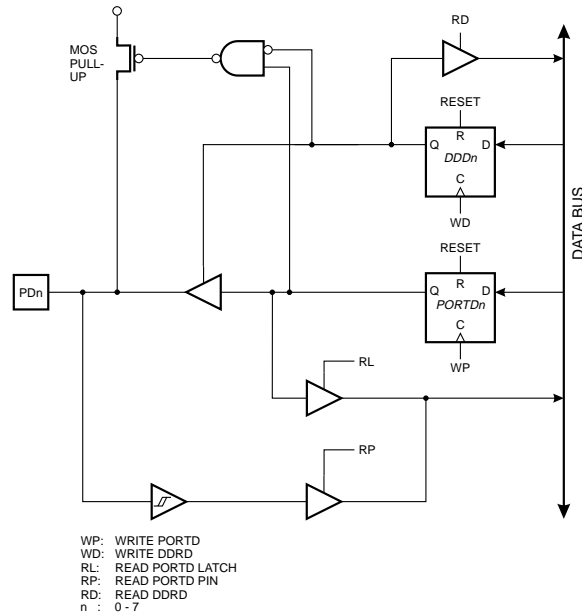 RD
MOS
PULL-
UP
RESET
R
Q
D
DDDn
C
WD
DATA BUS
RESET
R
PDn
Q
D
PORTDn
C
WP
RL
RP
WP: WRITE PORTD
WD: WRITE DDRD
RL: READ PORTD LATCH
RP: READ PORTD PIN
RD: READ DDRD
n : 0 - 7